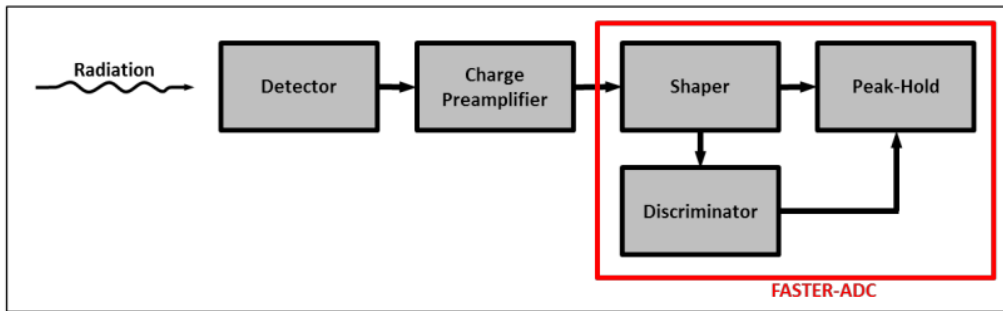 Radiation
Detector
Charge
Preamplifier
Shaper
Peak-Hold
Discriminator
FASTER-ADC